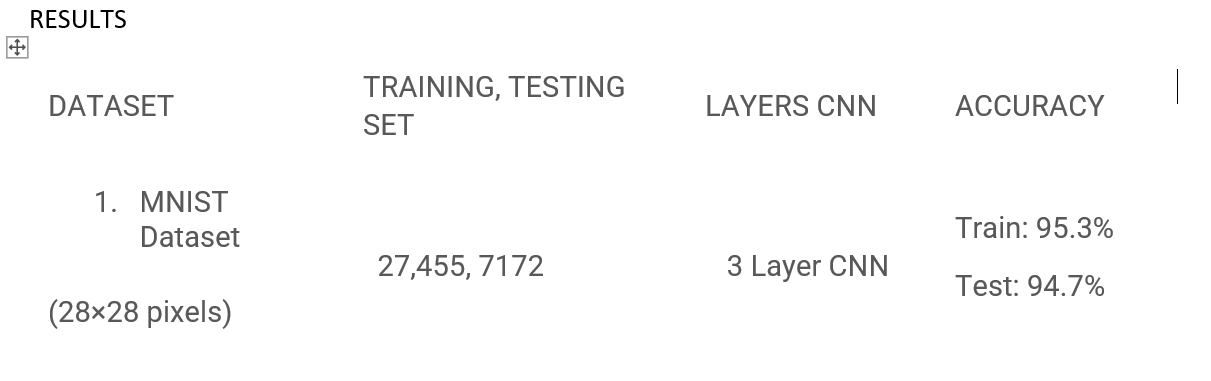 RESULTS
DATASET
TRAINING, TESTING
SET
LAYERS CNN
ACCURACY
1. MNIST
Dataset
(28×28 pixels)
27,455, 7172
3 Layer CNN
Train: 95.3%
Test: 94.7%